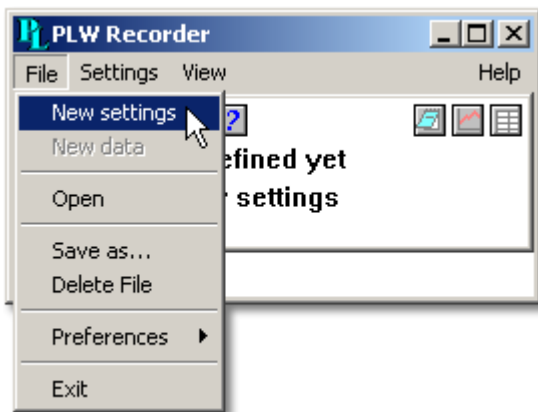 PLW Recorder
File Settings View Help
New settings
New data
?
efined yet
Open
settings
Save as...
Delete File
Preferences
Exit